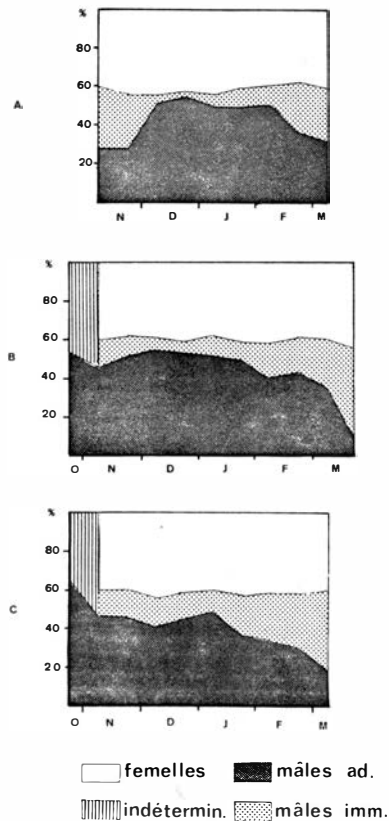 %
80
60
A.
40
20
N D J F M
%
80
60
B
40
20
O N D J F M
%
80
60
C
40
20
O N D J F M
femelles mâles ad.
indétermin. mâles imm.